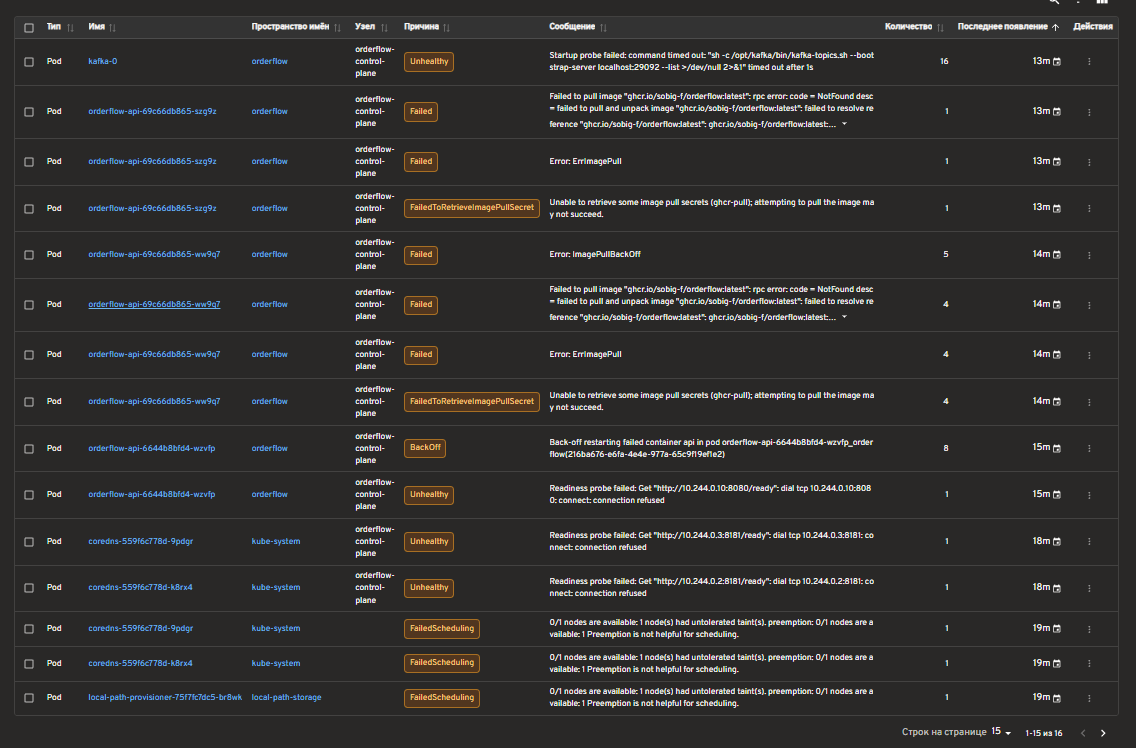 Тип Имя Пространство имён Узел Причина Сообщение Количество Последнее появление Действия
Pod kafka-0 orderflow orderflow-control-plane Unhealthy Startup probe failed: command timed out: "sh -c /opt/kafka/bin/kafka-topics.sh --boot
strap-server localhost:29092 --list >/dev/null 2>&1" timed out after 1s 16 13m
Pod orderflow-api-69c66db865-szg9z orderflow orderflow-control-plane Failed Failed to pull image "ghcr.io/sobig-f/orderflow:latest": rpc error: code = NotFound desc
= failed to pull and unpack image "ghcr.io/sobig-f/orderflow:latest": failed to resolve r
eference "ghcr.io/sobig-f/orderflow:latest": ghcr.io/sobig-f/orderflow:latest:... 1 13m
Pod orderflow-api-69c66db865-szg9z orderflow orderflow-control-plane Failed Error: ErrImagePull 1 13m
Pod orderflow-api-69c66db865-szg9z orderflow orderflow-control-plane FailedToRetrieveImagePullSecret Unable to retrieve some image pull secrets (ghcr-pull); attempting to pull the image ma
y not succeed. 1 13m
Pod orderflow-api-69c66db865-ww9q7 orderflow orderflow-control-plane Failed Error: ImagePullBackOff 5 14m
Pod orderflow-api-69c66db865-ww9q7 orderflow orderflow-control-plane Failed Failed to pull image "ghcr.io/sobig-f/orderflow:latest": rpc error: code = NotFound desc
= failed to pull and unpack image "ghcr.io/sobig-f/orderflow:latest": failed to resolve r
eference "ghcr.io/sobig-f/orderflow:latest": ghcr.io/sobig-f/orderflow:latest:... 4 14m
Pod orderflow-api-69c66db865-ww9q7 orderflow orderflow-control-plane Failed Error: ErrImagePull 4 14m
Pod orderflow-api-69c66db865-ww9q7 orderflow orderflow-control-plane FailedToRetrieveImagePullSecret Unable to retrieve some image pull secrets (ghcr-pull); attempting to pull the image ma
y not succeed. 4 14m
Pod orderflow-api-6644b8bfd4-wzvfp orderflow orderflow-control-plane BackOff Back-off restarting failed container api in pod orderflow-api-6644b8bfd4-wzvfp_order
flow(216ba676-e6fa-4e4e-977a-65c9f19ef1e2) 8 15m
Pod orderflow-api-6644b8bfd4-wzvfp orderflow orderflow-control-plane Unhealthy Readiness probe failed: Get "http://10.244.0.10:8080/ready": dial tcp 10.244.0.10:808
0: connect: connection refused 1 15m
Pod coredns-559f6c778d-9pdgr kube-system orderflow-control-plane Unhealthy Readiness probe failed: Get "http://10.244.0.3:8181/ready": dial tcp 10.244.0.3:8181: co
nnect: connection refused 1 18m
Pod coredns-559f6c778d-k8rx4 kube-system orderflow-control-plane Unhealthy Readiness probe failed: Get "http://10.244.0.2:8181/ready": dial tcp 10.244.0.2:8181: co
nnect: connection refused 1 18m
Pod coredns-559f6c778d-9pdgr kube-system FailedScheduling 0/1 nodes are available: 1 node(s) had untolerated taint(s). preemption: 0/1 nodes are a
vailable: 1 Preemption is not helpful for scheduling. 1 19m
Pod coredns-559f6c778d-k8rx4 kube-system FailedScheduling 0/1 nodes are available: 1 node(s) had untolerated taint(s). preemption: 0/1 nodes are a
vailable: 1 Preemption is not helpful for scheduling. 1 19m
Pod local-path-provisioner-75f7fc7dc5-br8wk local-path-storage FailedScheduling 0/1 nodes are available: 1 node(s) had untolerated taint(s). preemption: 0/1 nodes are a
vailable: 1 Preemption is not helpful for scheduling. 1 19m
Строк на странице 15 1-15 из 16